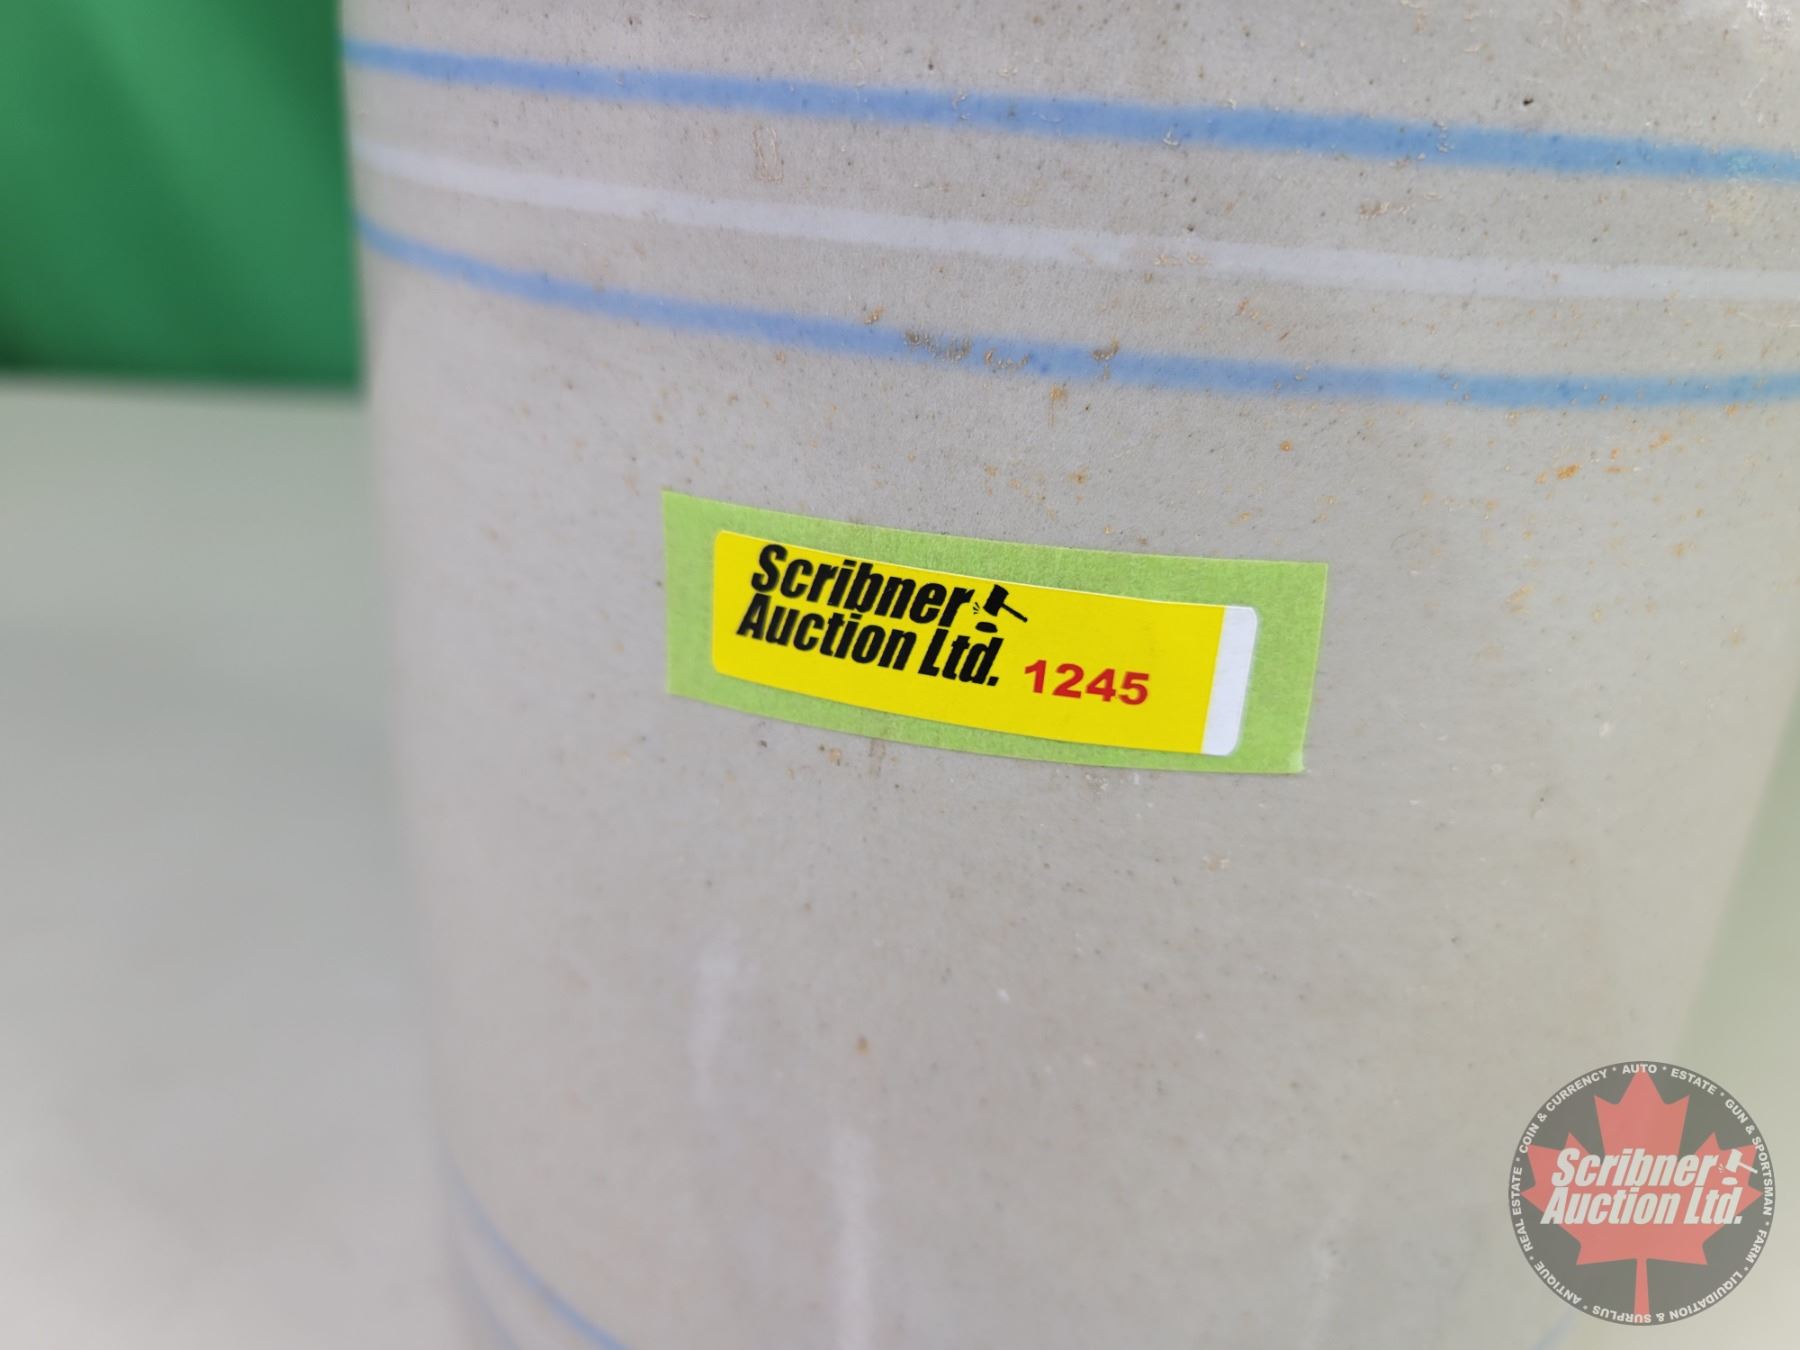 Scribner
Auction Ltd. 1245
COIN & CURRENCY * AUTO * ESTATE * GUN & SPORTSMAN * FARM * LIQUIDATION & SURPLUS * ANTIQUE * REAL ESTATE *
Scribner
Auction Ltd.